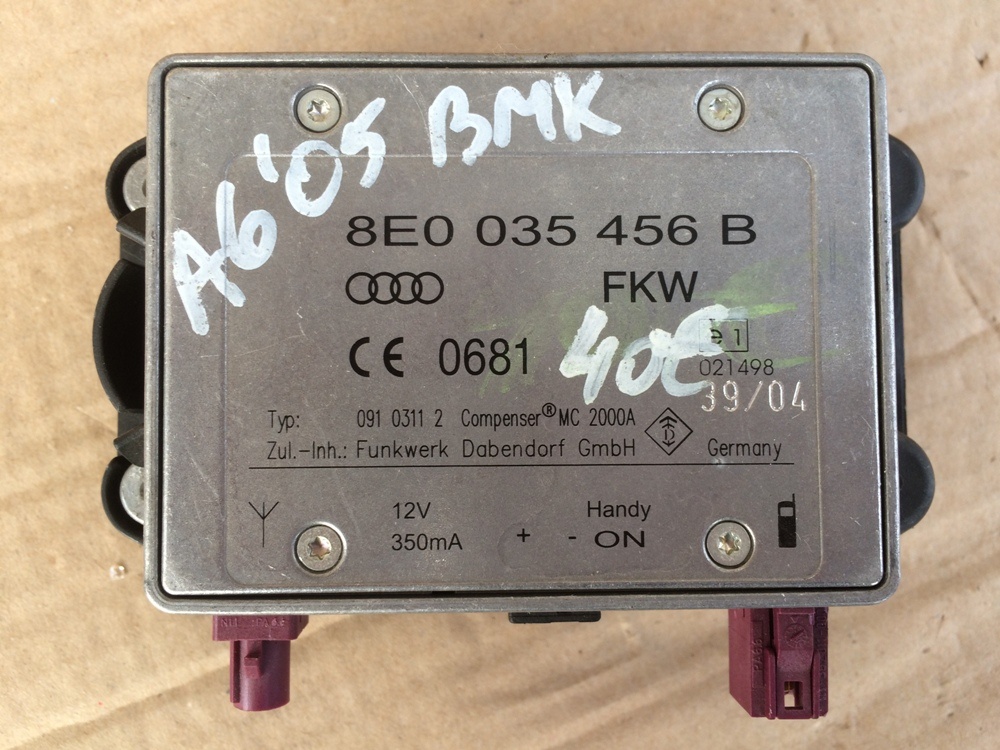 A6 '05 BMK
8E0 035 456 B
FKW
CE 0681 40€ e1
021498
39/04
Typ: 091 0311 2 Compenser® MC 2000A
Zul.-Inh.: Funkwerk Dabendorf GmbH Germany
12V Handy
350mA + - ON